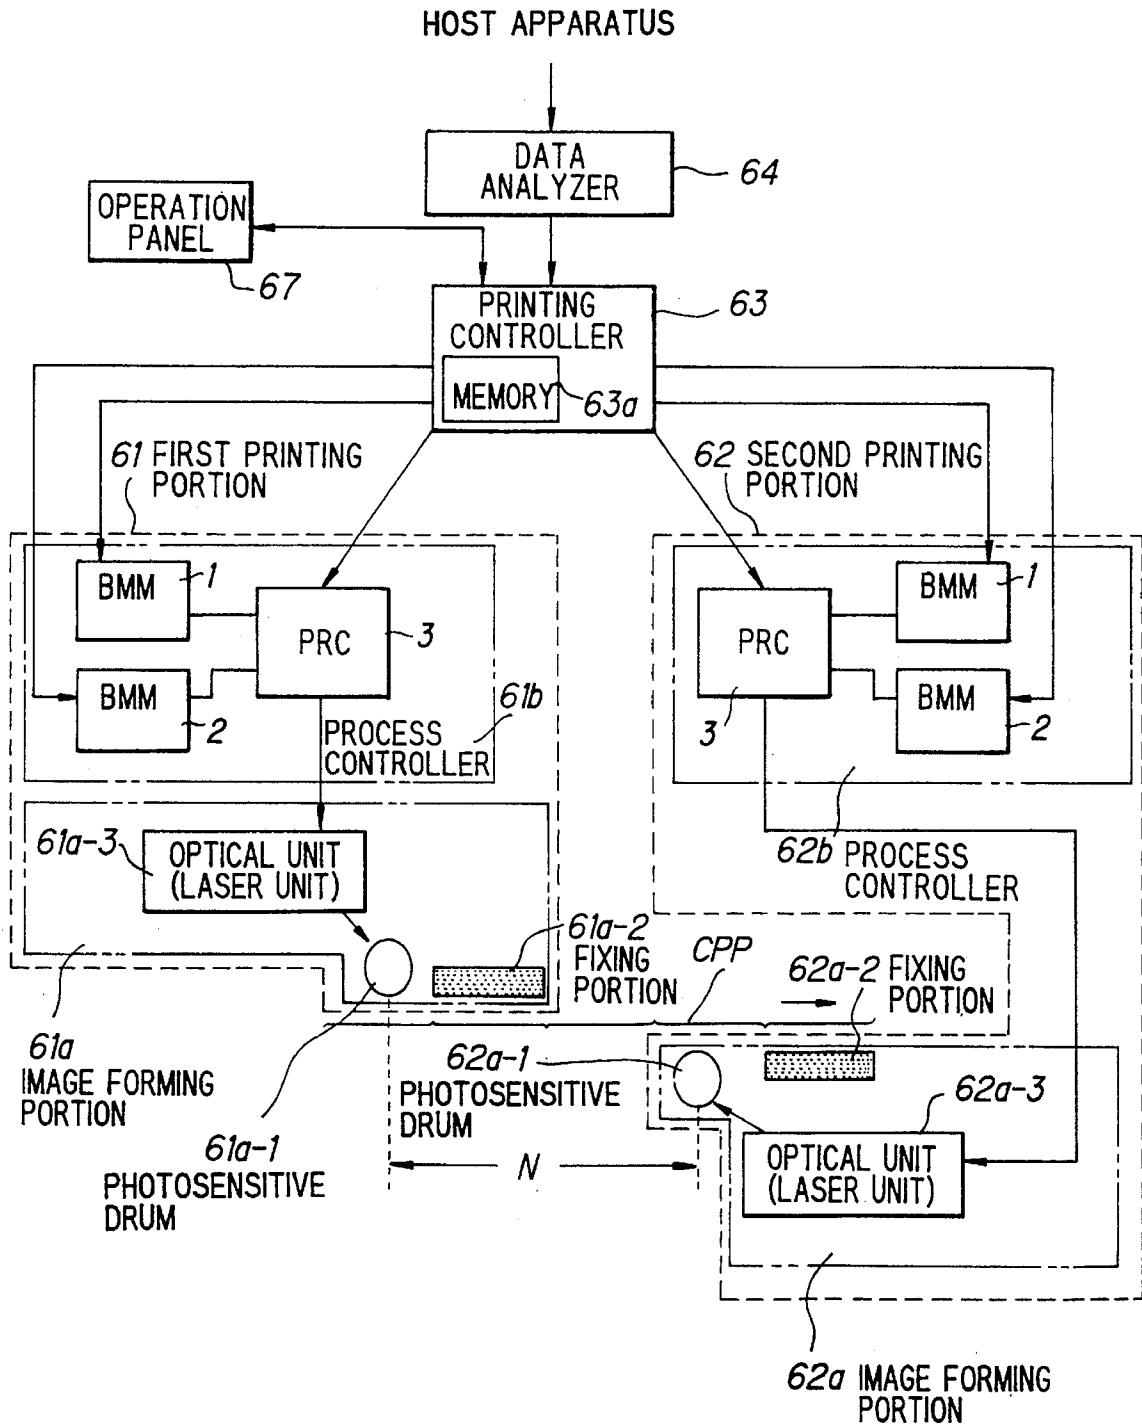 HOST APPARATUS
DATA
ANALYZER
64
OPERATION
PANEL
67
PRINTING
CONTROLLER
63
MEMORY
63a
61 FIRST PRINTING
PORTION
62 SECOND PRINTING
PORTION
BMM
1
PRC
3
BMM
2
61b
PROCESS
CONTROLLER
PRC
3
BMM
1
BMM
2
62b PROCESS
CONTROLLER
61a-3
OPTICAL UNIT
(LASER UNIT)
61a-2
FIXING
PORTION
CPP
62a-2 FIXING
PORTION
61a
IMAGE FORMING
PORTION
62a-1
PHOTOSENSITIVE
DRUM
62a-3
61a-1
PHOTOSENSITIVE
DRUM
N
OPTICAL UNIT
(LASER UNIT)
62a IMAGE FORMING
PORTION